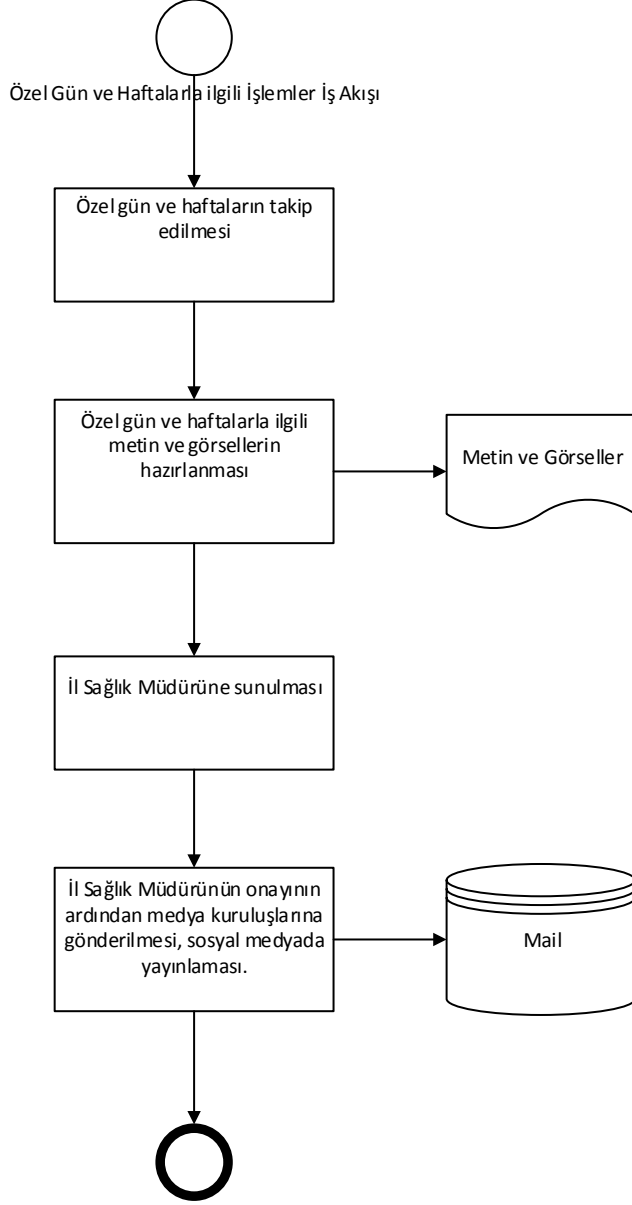 Özel Gün ve Haftalarla ilgili İşlemler İş Akışı
Özel gün ve haftaların takip
edilmesi
Özel gün ve haftalarla ilgili
metin ve görsellerin
hazırlanması
Metin ve Görseller
İl Sağlık Müdürüne sunulması
İl Sağlık Müdürünün onayının
ardından medya kuruluşlarına
gönderilmesi, sosyal medyada
yayınlaması.
Mail